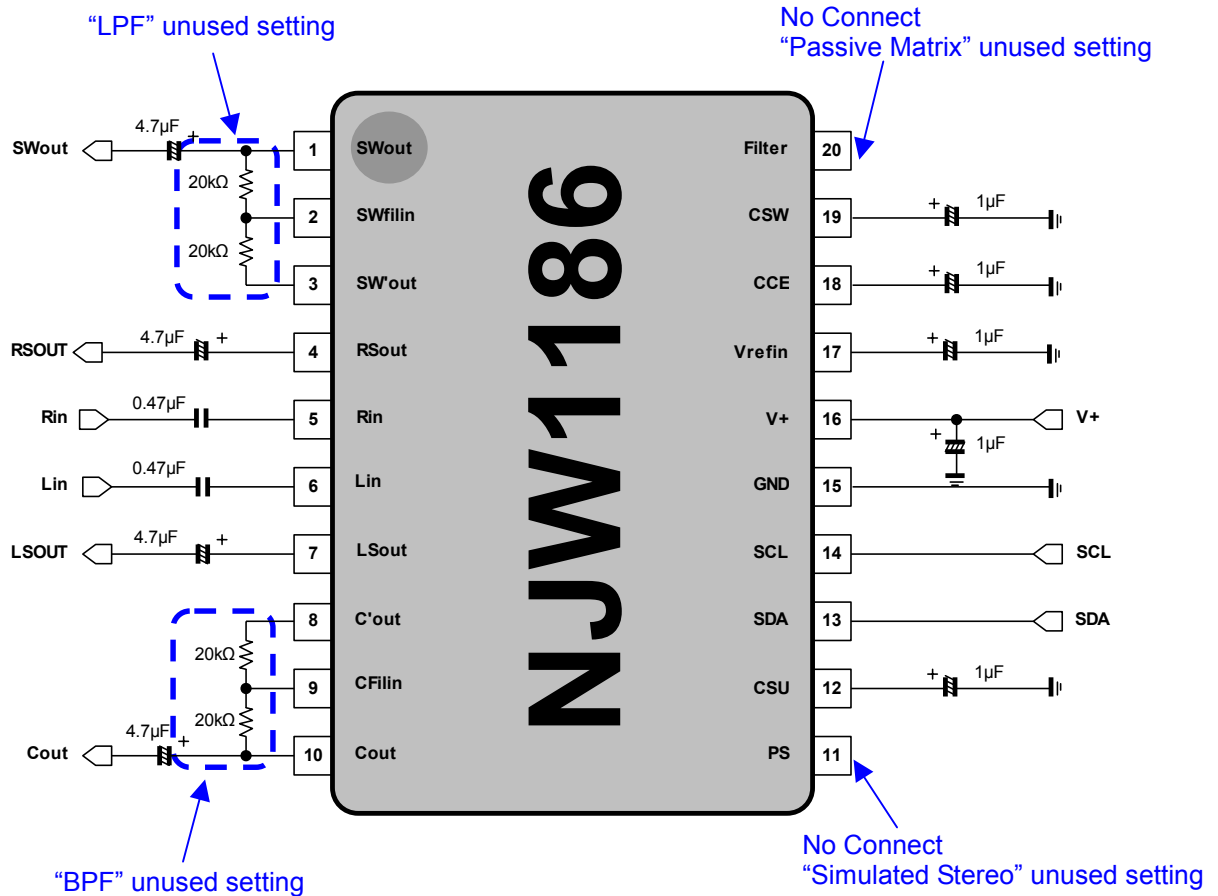 “LPF” unused setting
No Connect
“Passive Matrix” unused setting
4.7µF
+
SWout
1
SWout
Filter
20
20kΩ
2
SWfilin
CSW
19
+
1µF
20kΩ
3
SW'out
CCE
18
+
1µF
RSOUT
4.7µF
+
4
RSout
Vrefin
17
+
1µF
Rin
0.47µF
5
Rin
V+
16
V+
+
1µF
Lin
0.47µF
6
Lin
GND
15
LSOUT
4.7µF
+
7
LSout
SCL
14
SCL
8
C'out
SDA
13
SDA
20kΩ
9
CFilin
CSU
12
+
1µF
20kΩ
4.7µF
+
Cout
10
Cout
PS
11
NJW1186
No Connect
“Simulated Stereo” unused setting
“BPF” unused setting